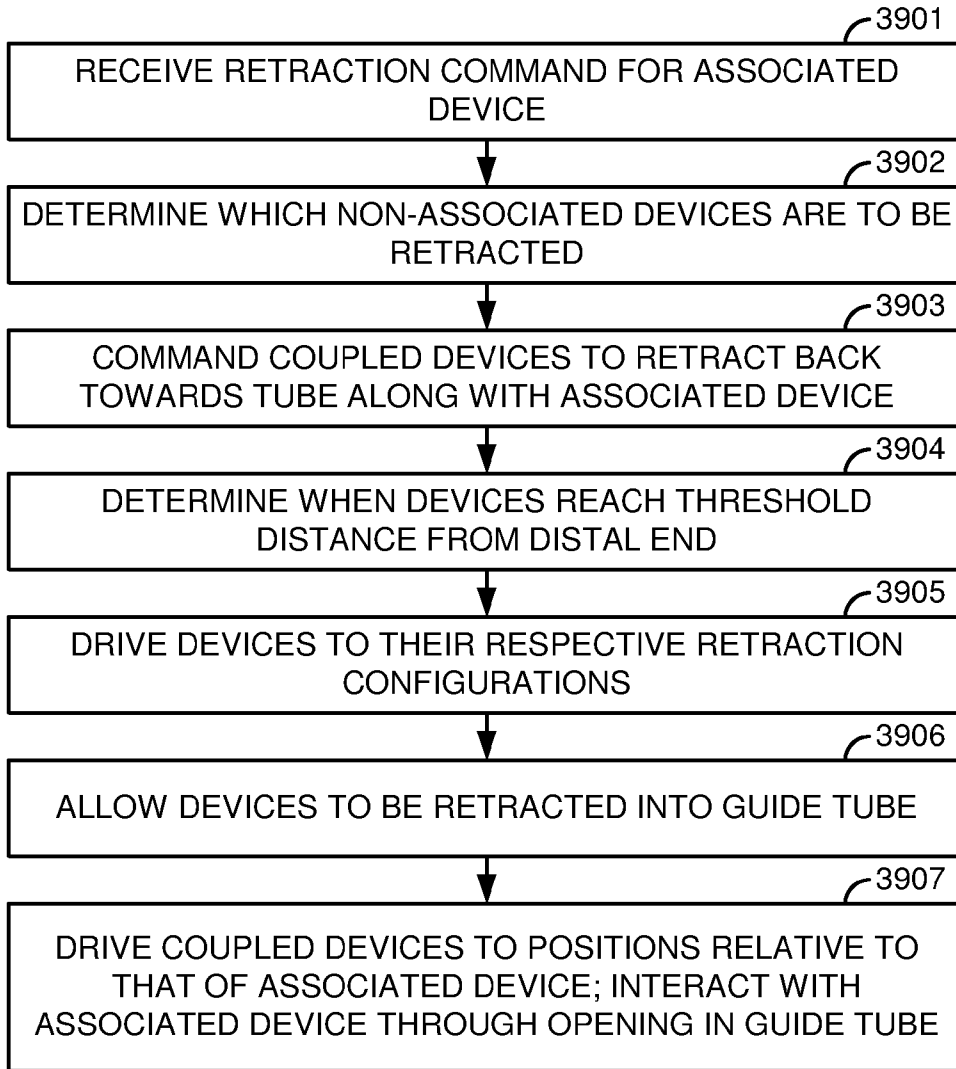 3901
RECEIVE RETRACTION COMMAND FOR ASSOCIATED
DEVICE
3902
DETERMINE WHICH NON-ASSOCIATED DEVICES ARE TO BE
RETRACTED
3903
COMMAND COUPLED DEVICES TO RETRACT BACK
TOWARDS TUBE ALONG WITH ASSOCIATED DEVICE
3904
DETERMINE WHEN DEVICES REACH THRESHOLD
DISTANCE FROM DISTAL END
3905
DRIVE DEVICES TO THEIR RESPECTIVE RETRACTION
CONFIGURATIONS
3906
ALLOW DEVICES TO BE RETRACTED INTO GUIDE TUBE
3907
DRIVE COUPLED DEVICES TO POSITIONS RELATIVE TO
THAT OF ASSOCIATED DEVICE; INTERACT WITH
ASSOCIATED DEVICE THROUGH OPENING IN GUIDE TUBE